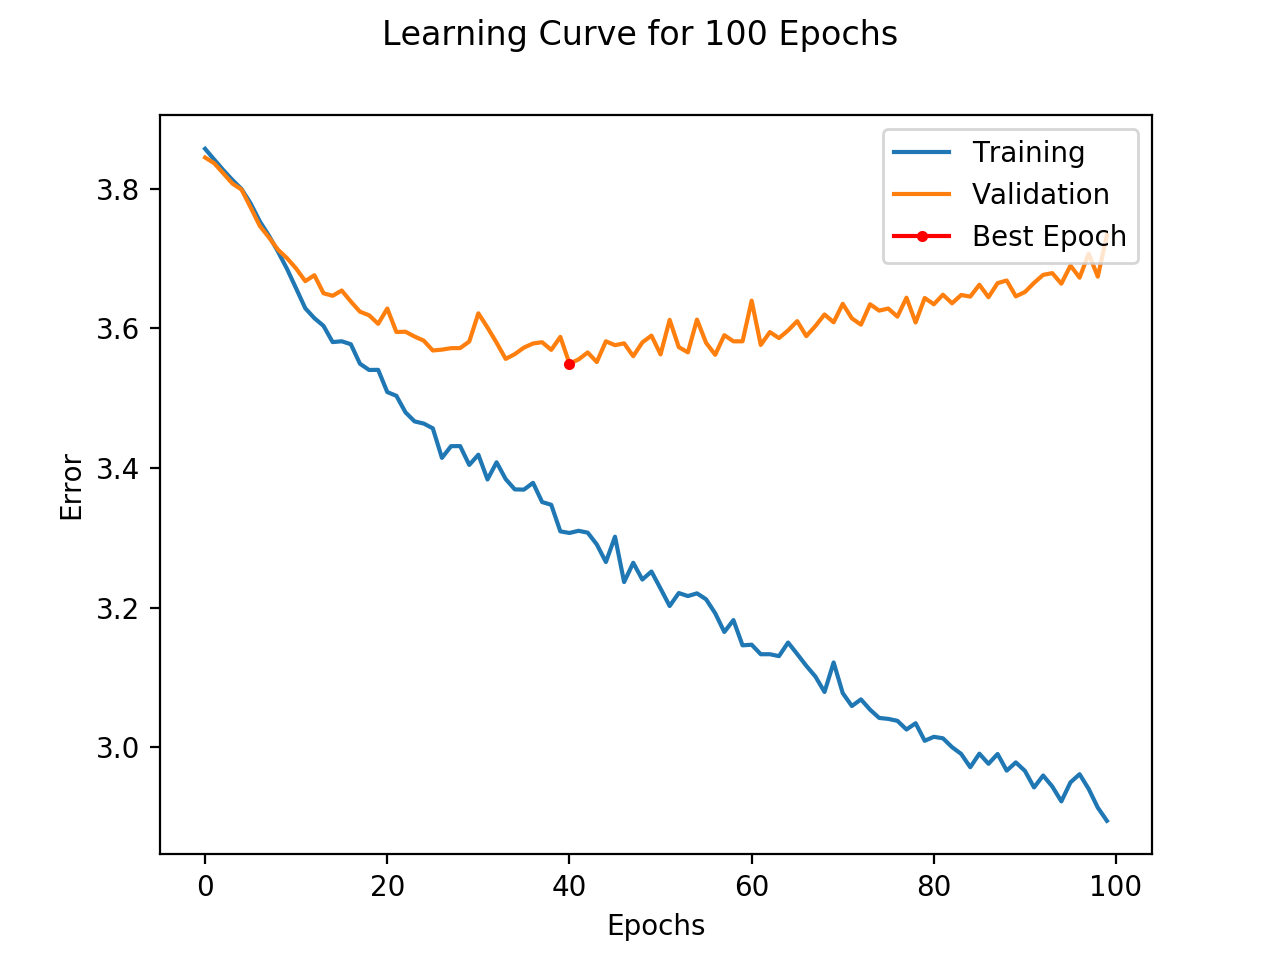 Learning Curve for 100 Epochs
Training
Validation
Best Epoch
3.8
3.6
3.4
3.2
3.0
Error
0 20 40 60 80 100
Epochs